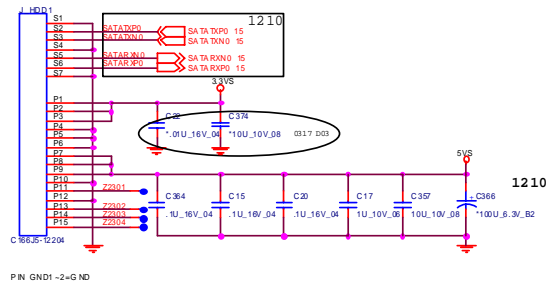 J_HDD1
1210
S1
S2 SATATXP0 SATATXP0 15
S3 SATATXN0 SATATXN0 15
S4
S5 SATARXN0 SATARXN0 15
S6 SATARXP0 SATARXP0 15
S7
3.3VS
P1
P2
P3
P4
P5
P6
P7
P8
P9
P10
P11 Z2301
P12
P13 Z2302
P14 Z2303
P15 Z2304
C22 C374
*.01U_16V_04 *10U_10V_08 0317 D03
5VS
1210
C364 C15 C20 C17 C357 C366
.1U_16V_04 .1U_16V_04 .1U_16V_04 1U_10V_06 10U_10V_08 +
*100U_6.3V_B2
C166J5-12204
PIN GND1~2=GND